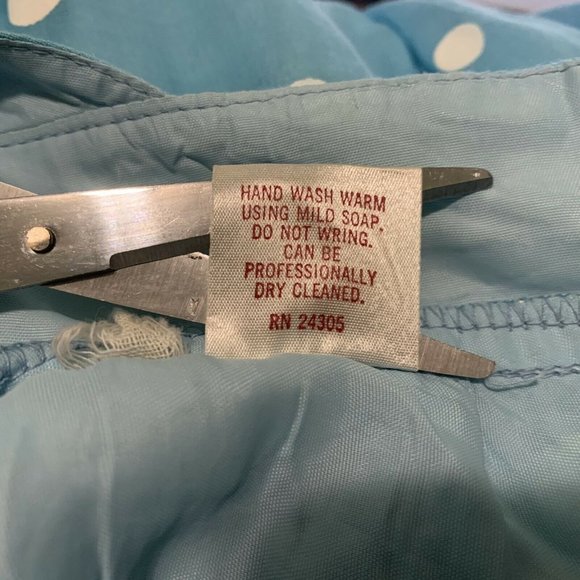 HAND WASH WARM
USING MILD SOAP.
DO NOT WRING.
CAN BE
PROFESSIONALLY
DRY CLEANED.
RN 24305